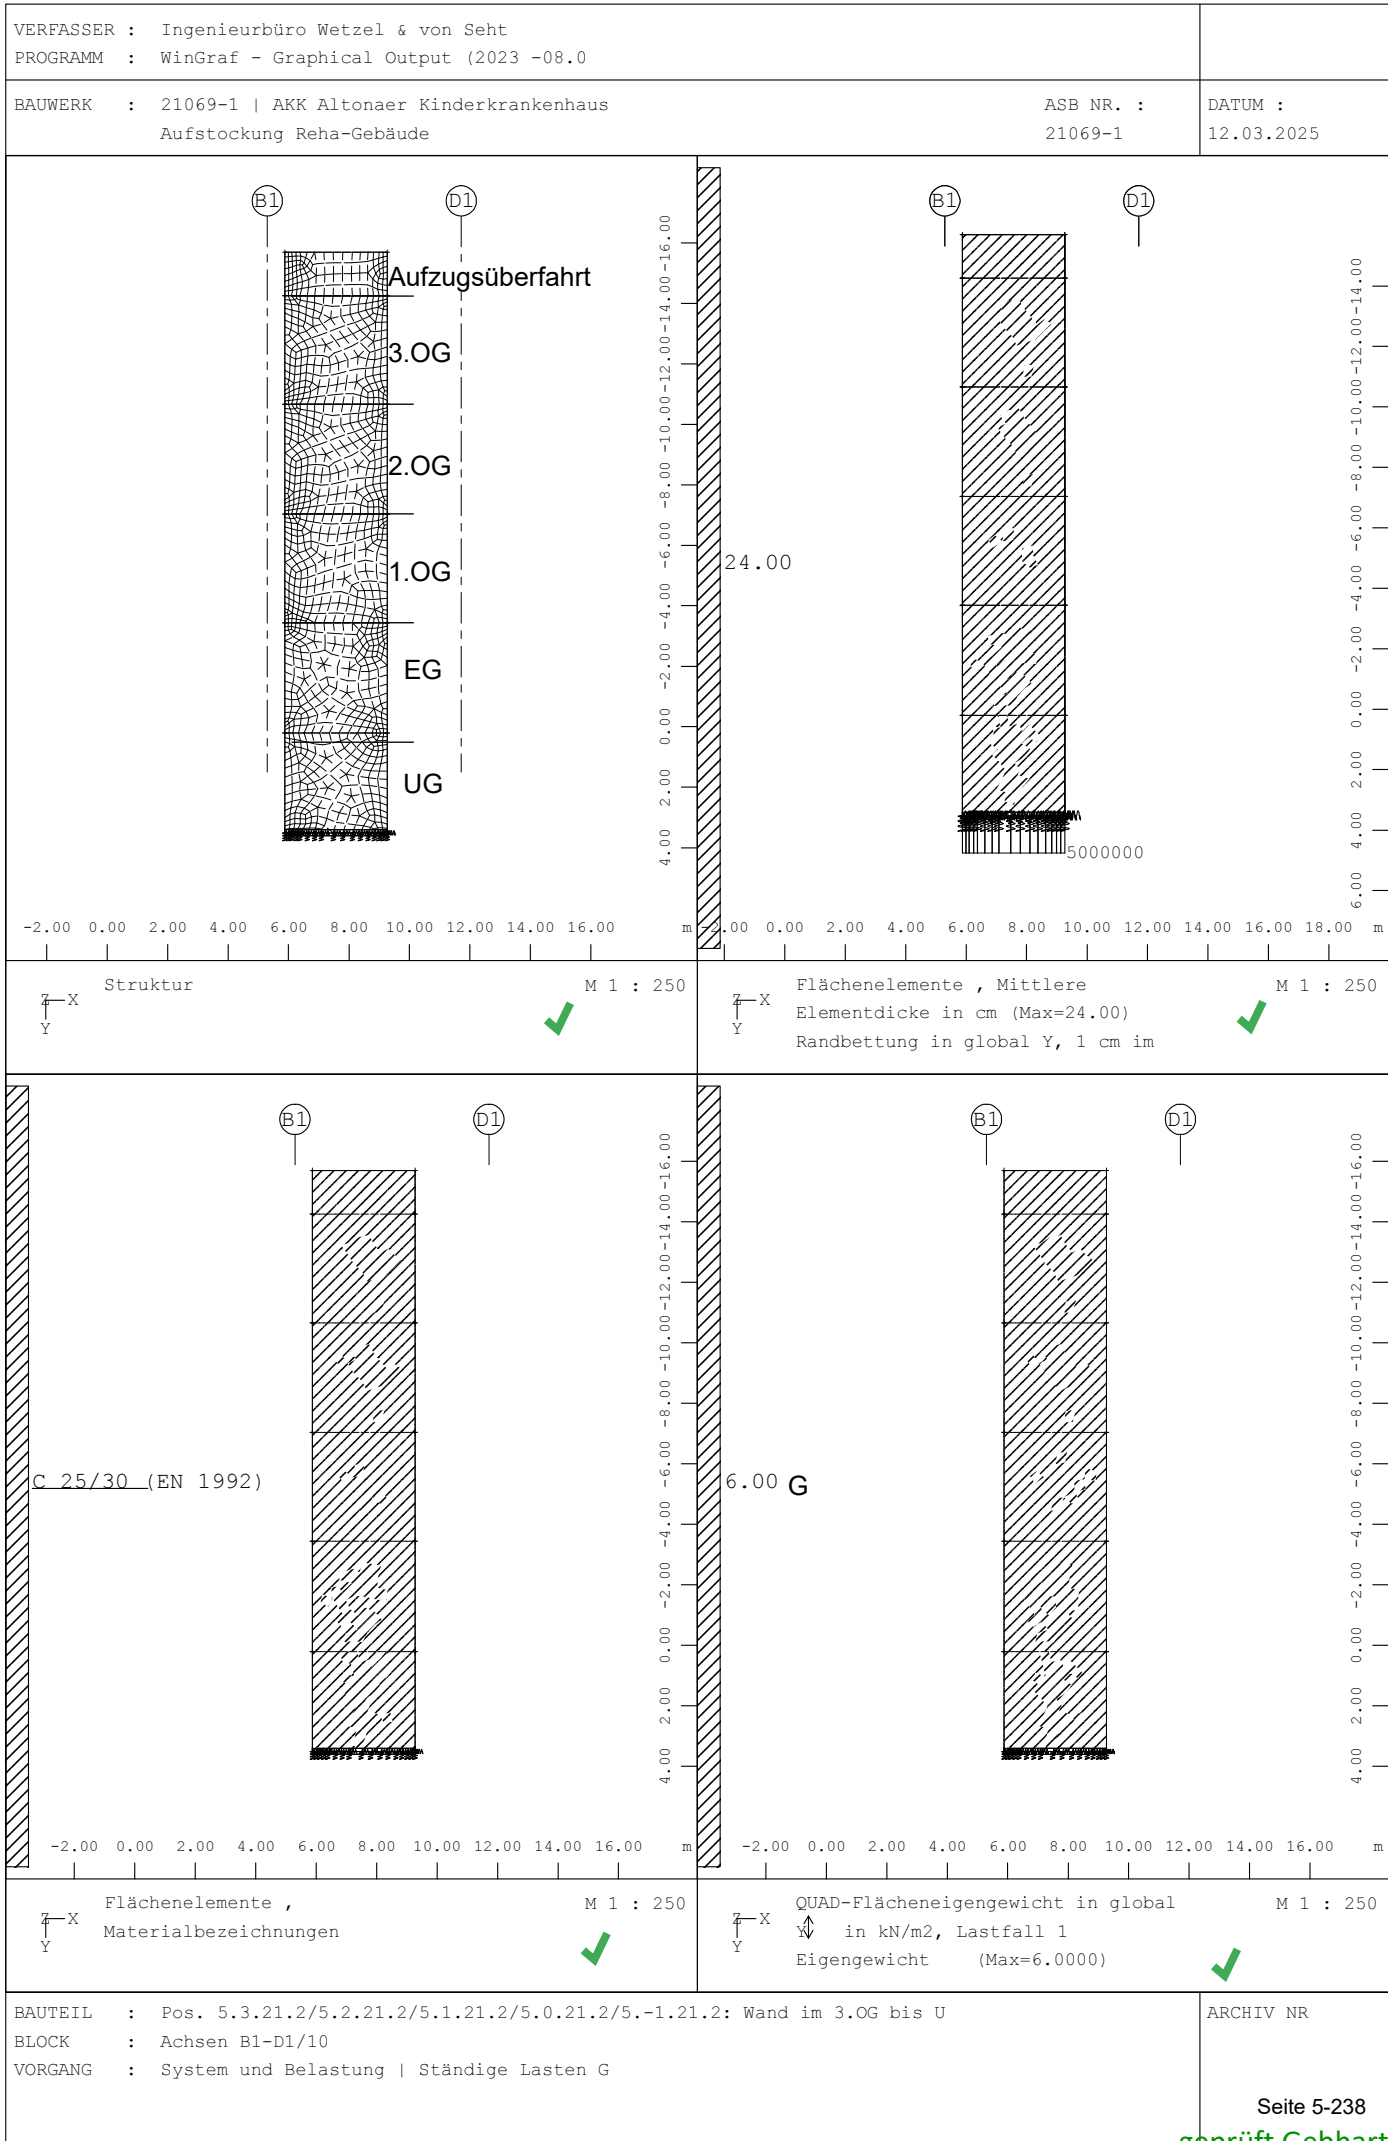 VERFASSER : Ingenieurbüro Wetzel & von Seht
PROGRAMM : WinGraf - Graphical Output (2023 -08.0
BAUWERK : 21069-1 | AKK Altonaer Kinderkrankenhaus
Aufstockung Reha-Gebäude
ASB NR. :
21069-1
DATUM :
12.03.2025
B1
D1
Aufzugsüberfahrt
3.OG
2.OG
1.OG
EG
UG
-16.00
-14.00
-12.00
-10.00
-8.00
-6.00
-4.00
-2.00
0.00
2.00
4.00
-2.00 0.00 2.00 4.00 6.00 8.00 10.00 12.00 14.00 16.00 m
Z X
Y
Struktur
M 1 : 250
B1
D1
24.00
5000000
-14.00
-12.00
-10.00
-8.00
-6.00
-4.00
-2.00
0.00
2.00
4.00
6.00
-2.00 0.00 2.00 4.00 6.00 8.00 10.00 12.00 14.00 16.00 18.00 m
Z X
Y
Flächenelemente , Mittlere
Elementdicke in cm (Max=24.00)
Randbettung in global Y, 1 cm im
M 1 : 250
B1
D1
C 25/30 (EN 1992)
-16.00
-14.00
-12.00
-10.00
-8.00
-6.00
-4.00
-2.00
0.00
2.00
4.00
-2.00 0.00 2.00 4.00 6.00 8.00 10.00 12.00 14.00 16.00 m
Z X
Y
Flächenelemente ,
Materialbezeichnungen
M 1 : 250
B1
D1
6.00 G
-16.00
-14.00
-12.00
-10.00
-8.00
-6.00
-4.00
-2.00
0.00
2.00
4.00
-2.00 0.00 2.00 4.00 6.00 8.00 10.00 12.00 14.00 16.00 m
Z X
Y
QUAD-Flächeneigengewicht in global
Y in kN/m2, Lastfall 1
Eigengewicht (Max=6.0000)
M 1 : 250
BAUTEIL : Pos. 5.3.21.2/5.2.21.2/5.1.21.2/5.0.21.2/5.-1.21.2: Wand im 3.OG bis U
BLOCK : Achsen B1-D1/10
VORGANG : System und Belastung | Ständige Lasten G
ARCHIV NR
Seite 5-238
geprüft Gebhart